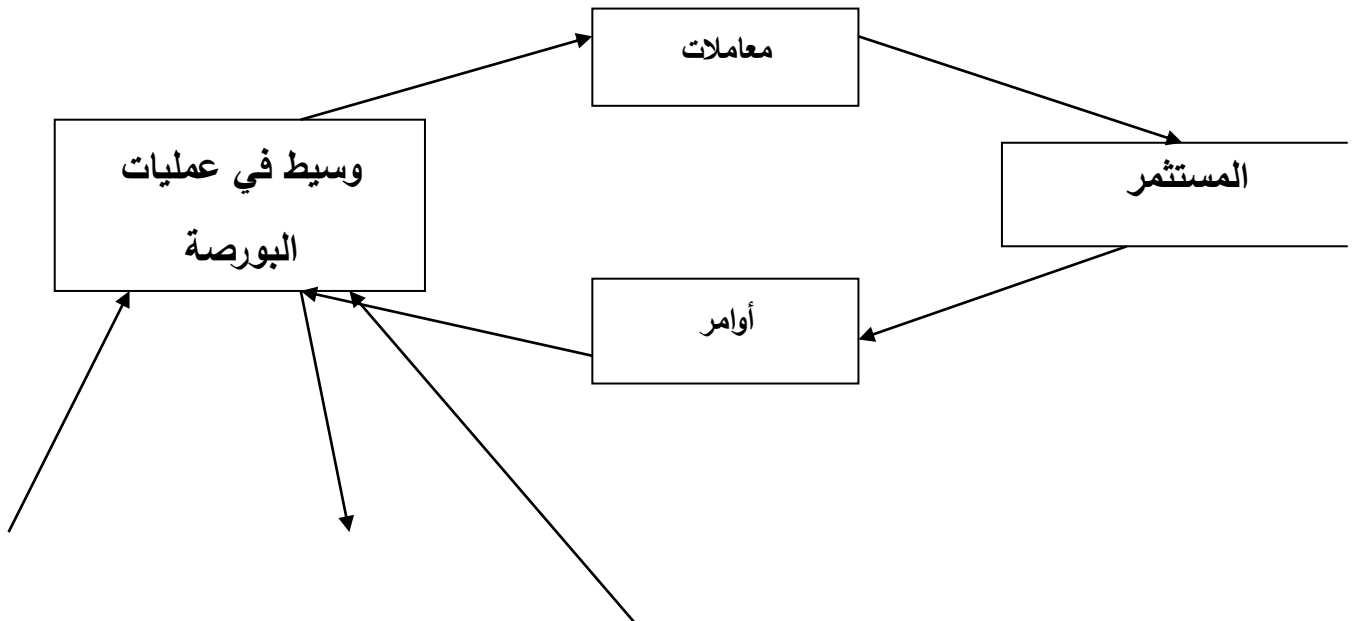 معاملات
وسيط في عمليات
البورصة
المستثمر
أوامر